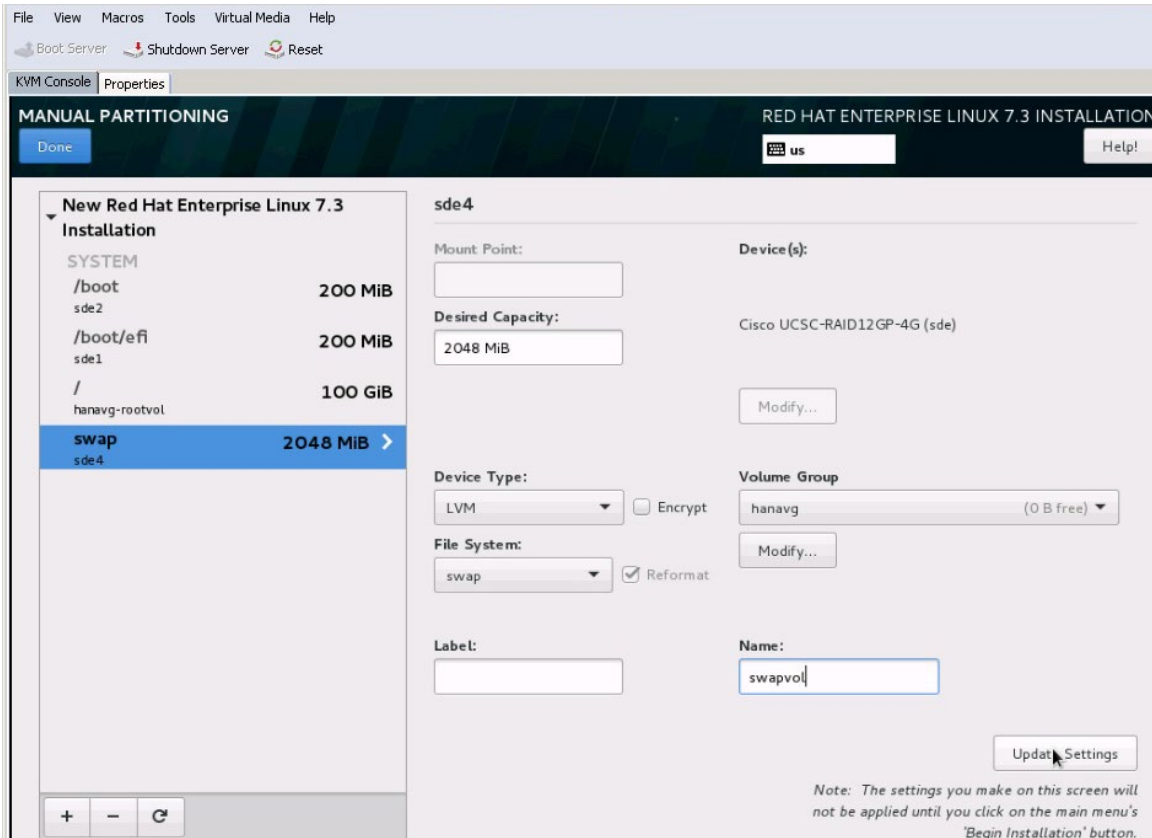 File View Macros Tools Virtual Media Help
Boot Server Shutdown Server Reset
KVM Console Properties
MANUAL PARTITIONING
RED HAT ENTERPRISE LINUX 7.3 INSTALLATION
Done
us
Help!
New Red Hat Enterprise Linux 7.3
Installation
SYSTEM
/boot 200 MiB
sde2
/boot/efi 200 MiB
sde1
/ 100 GiB
hanavg-rootvol
swap 2048 MiB
sde4
sde4
Mount Point:
Device(s):
Desired Capacity:
2048 MiB
Cisco UCSC-RAID12GP-4G (sde)
Modify...
Device Type:
Volume Group
LVM Encrypt
hanavg (0 B free)
File System:
Modify...
swap Reformat
Label:
Name:
swapvol
Update Settings
Note: The settings you make on this screen will
not be applied until you click on the main menu's
'Begin Installation' button.